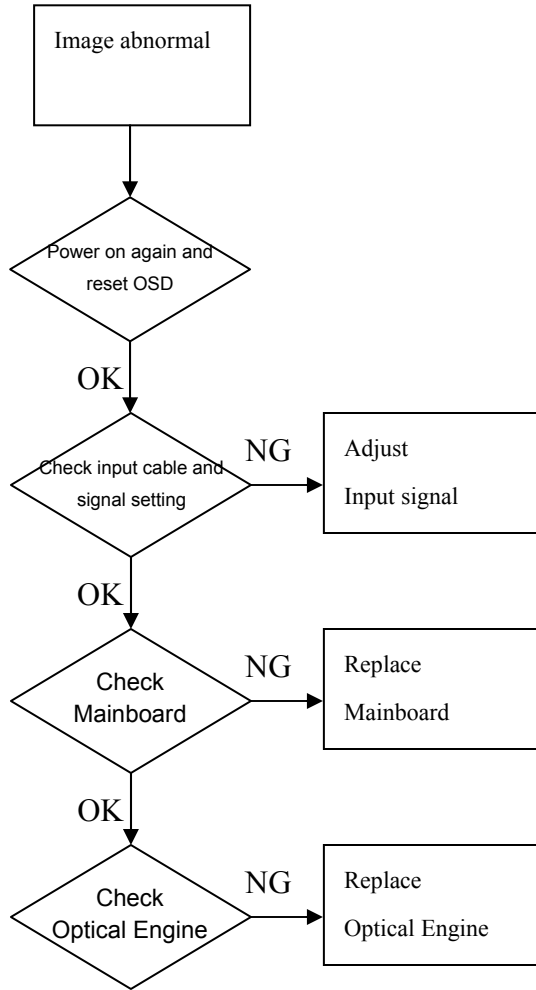 Image abnormal
Power on again and
reset OSD
OK
Check input cable and
signal setting
NG
Adjust
Input signal
OK
Check
Mainboard
NG
Replace
Mainboard
OK
Check
Optical Engine
NG
Replace
Optical Engine